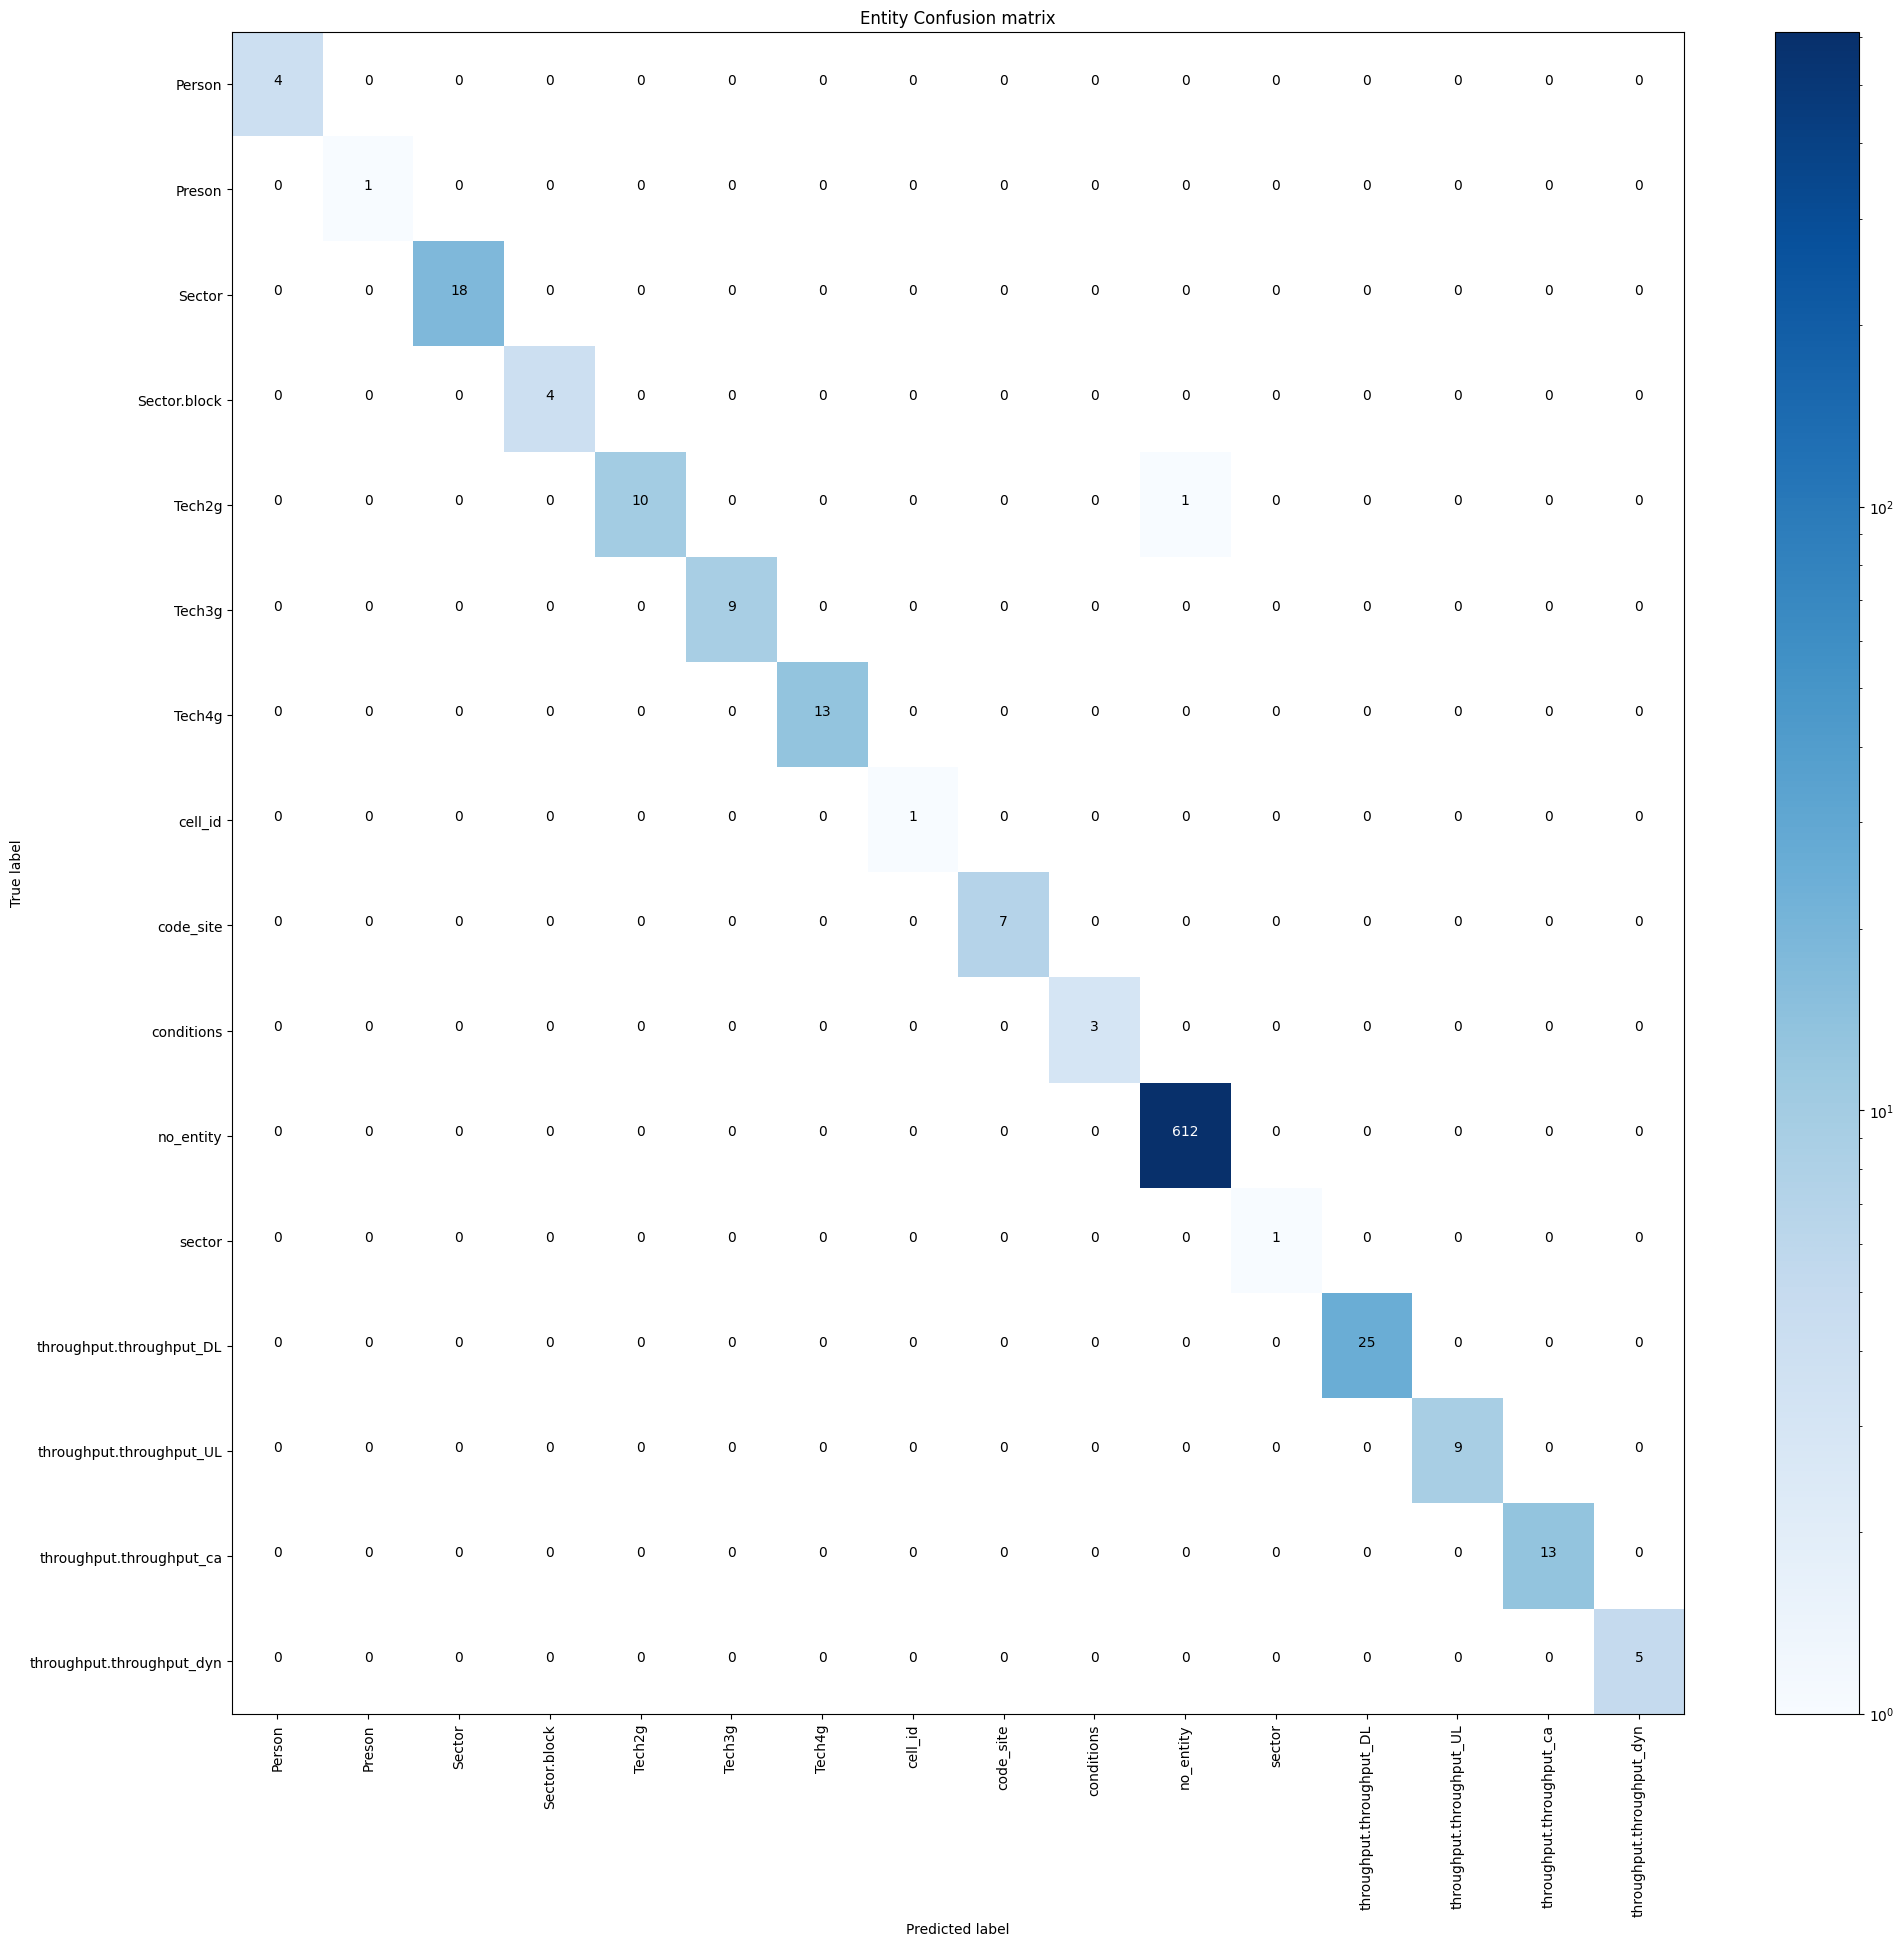 Entity Confusion matrix
Person 4 0 0 0 0 0 0 0 0 0 0 0 0 0 0 0
Preson 0 1 0 0 0 0 0 0 0 0 0 0 0 0 0 0
Sector 0 0 18 0 0 0 0 0 0 0 0 0 0 0 0 0
Sector.block 0 0 0 4 0 0 0 0 0 0 0 0 0 0 0 0
Tech2g 0 0 0 0 10 0 0 0 0 0 1 0 0 0 0 0
Tech3g 0 0 0 0 0 9 0 0 0 0 0 0 0 0 0 0
Tech4g 0 0 0 0 0 0 13 0 0 0 0 0 0 0 0 0
cell_id 0 0 0 0 0 0 0 1 0 0 0 0 0 0 0 0
code_site 0 0 0 0 0 0 0 0 7 0 0 0 0 0 0 0
conditions 0 0 0 0 0 0 0 0 0 3 0 0 0 0 0 0
no_entity 0 0 0 0 0 0 0 0 0 0 612 0 0 0 0 0
sector 0 0 0 0 0 0 0 0 0 0 0 1 0 0 0 0
throughput.throughput_DL 0 0 0 0 0 0 0 0 0 0 0 0 25 0 0 0
throughput.throughput_UL 0 0 0 0 0 0 0 0 0 0 0 0 0 9 0 0
throughput.throughput_ca 0 0 0 0 0 0 0 0 0 0 0 0 0 0 13 0
throughput.throughput_dyn 0 0 0 0 0 0 0 0 0 0 0 0 0 0 0 5
True label
Person
Preson
Sector
Sector.block
Tech2g
Tech3g
Tech4g
cell_id
code_site
conditions
no_entity
sector
throughput.throughput_DL
throughput.throughput_UL
throughput.throughput_ca
throughput.throughput_dyn
Predicted label
10²
10¹
10⁰